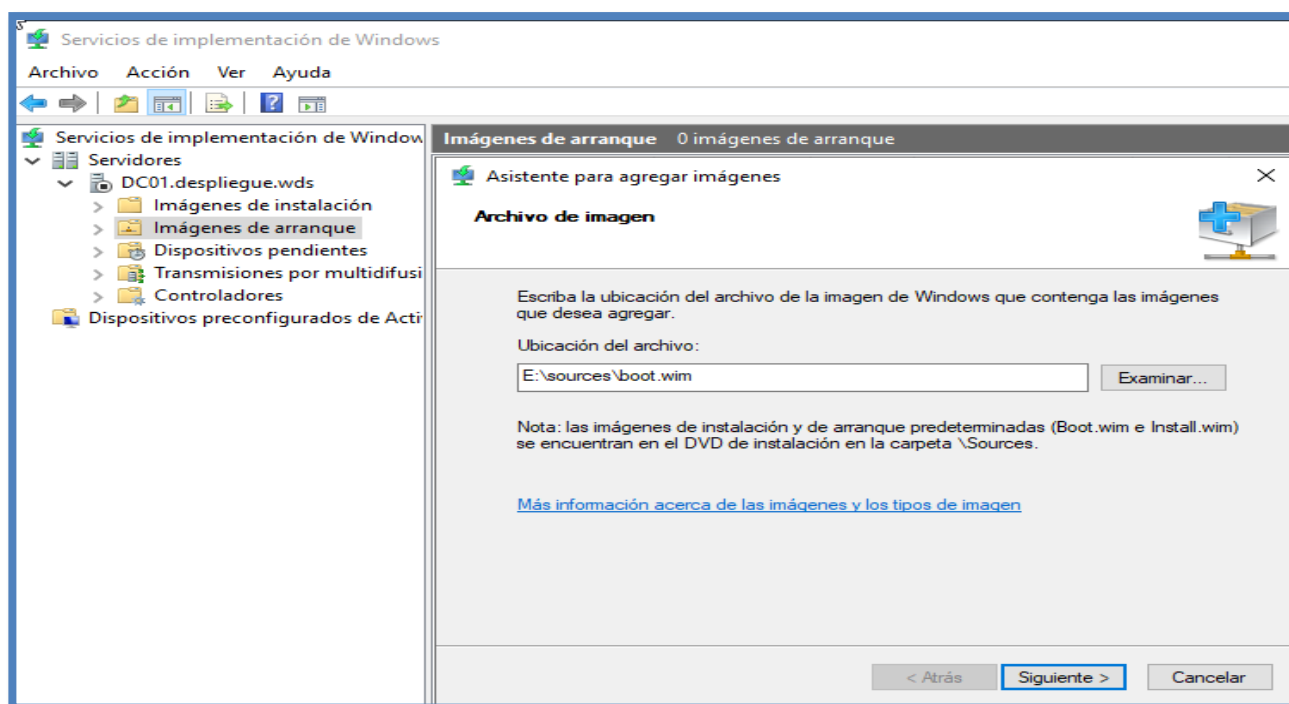 Servicios de implementación de Windows
Archivo Acción Ver Ayuda
Servicios de implementación de Window
Servidores
DC01.despliegue.wds
Imágenes de instalación
Imágenes de arranque
Dispositivos pendientes
Transmisiones por multidifusi
Controladores
Dispositivos preconfigurados de Acti
Imágenes de arranque 0 imágenes de arranque
Asistente para agregar imágenes
Archivo de imagen
Escriba la ubicación del archivo de la imagen de Windows que contenga las imágenes
que desea agregar.
Ubicación del archivo:
E:\sources\boot.wim
Examinar...
Nota: las imágenes de instalación y de arranque predeterminadas (Boot.wim e Install.wim)
se encuentran en el DVD de instalación en la carpeta \Sources.
Más información acerca de las imágenes y los tipos de imagen
< Atrás Siguiente > Cancelar